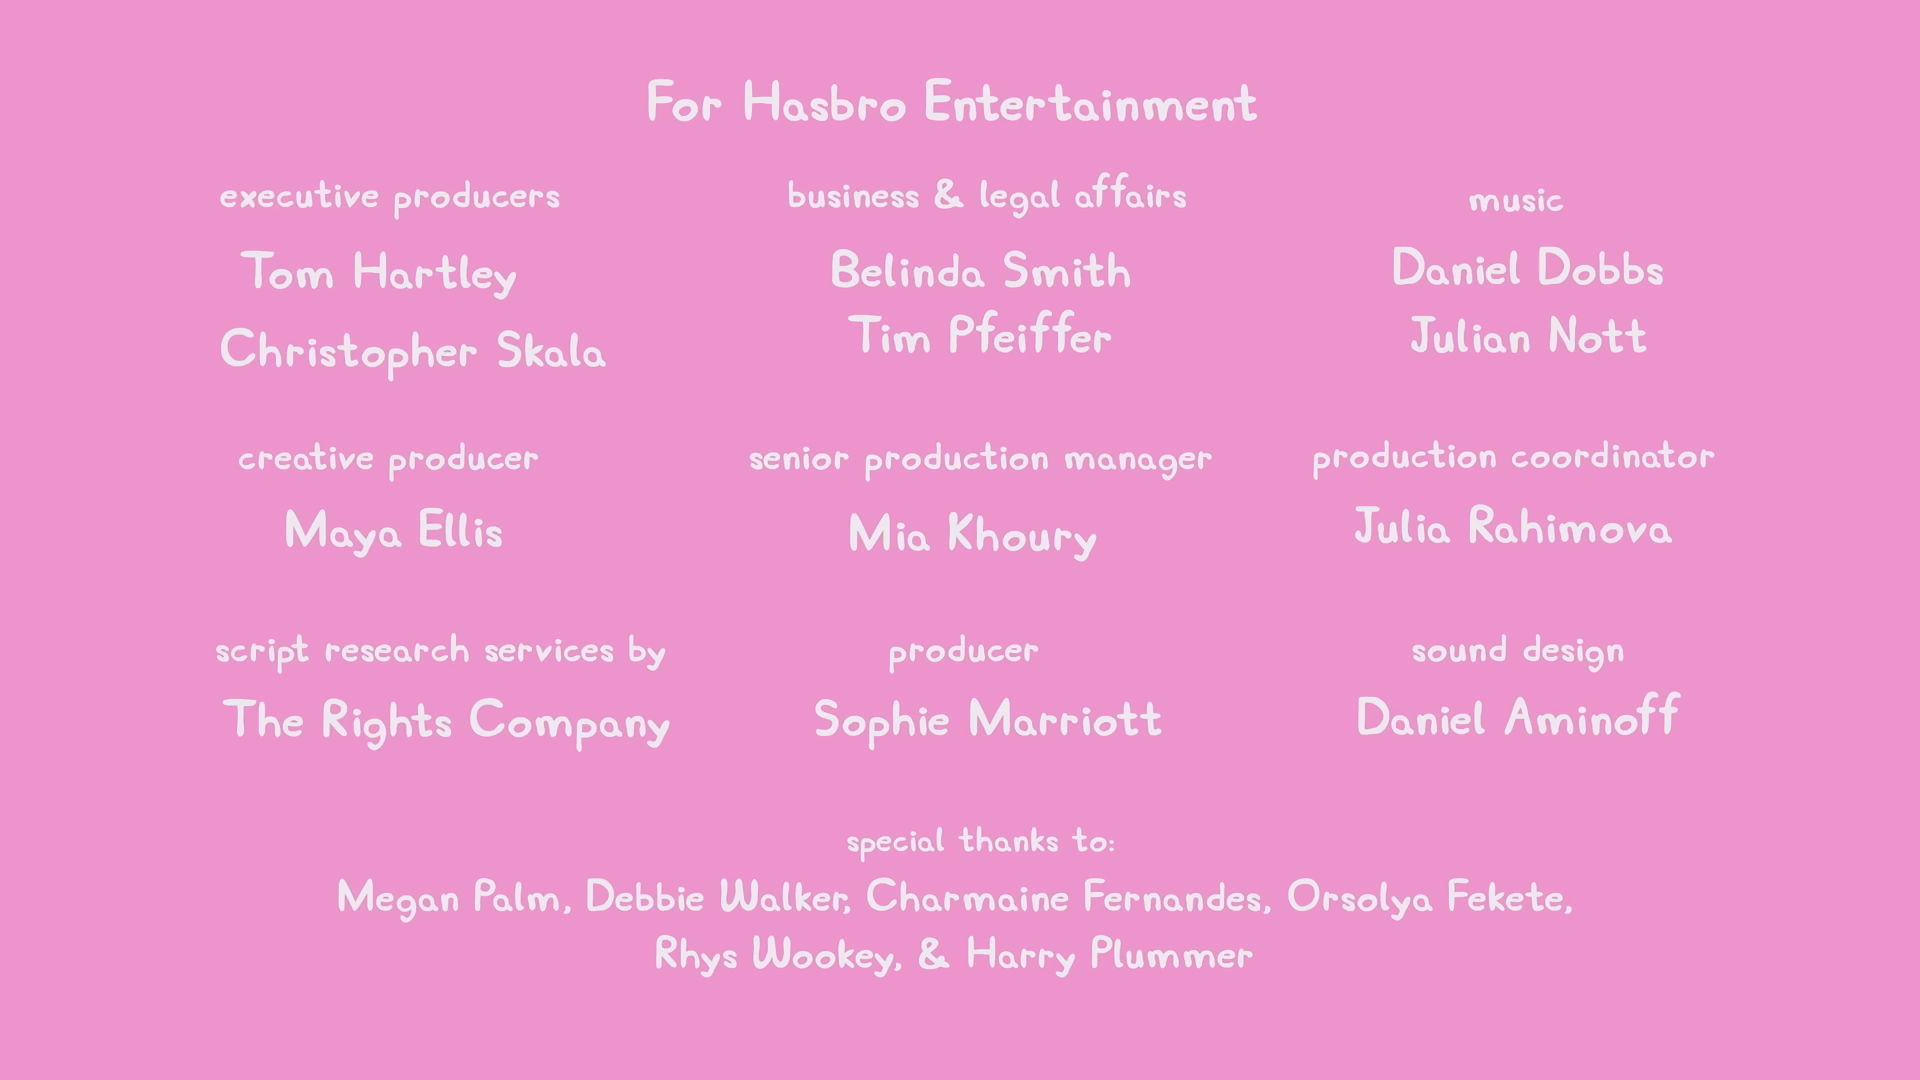 For Hasbro Entertainment
executive producers
Tom Hartley
Christopher Skala
business & legal affairs
Belinda Smith
Tim Pfeiffer
music
Daniel Dobbs
Julian Nott
creative producer
Maya Ellis
senior production manager
Mia Khoury
production coordinator
Julia Rahimova
script research services by
The Rights Company
producer
Sophie Marriott
sound design
Daniel Aminoff
special thanks to:
Megan Palm, Debbie Walker, Charmaine Fernandes, Orsolya Fekete,
Rhys Wookey, & Harry Plummer